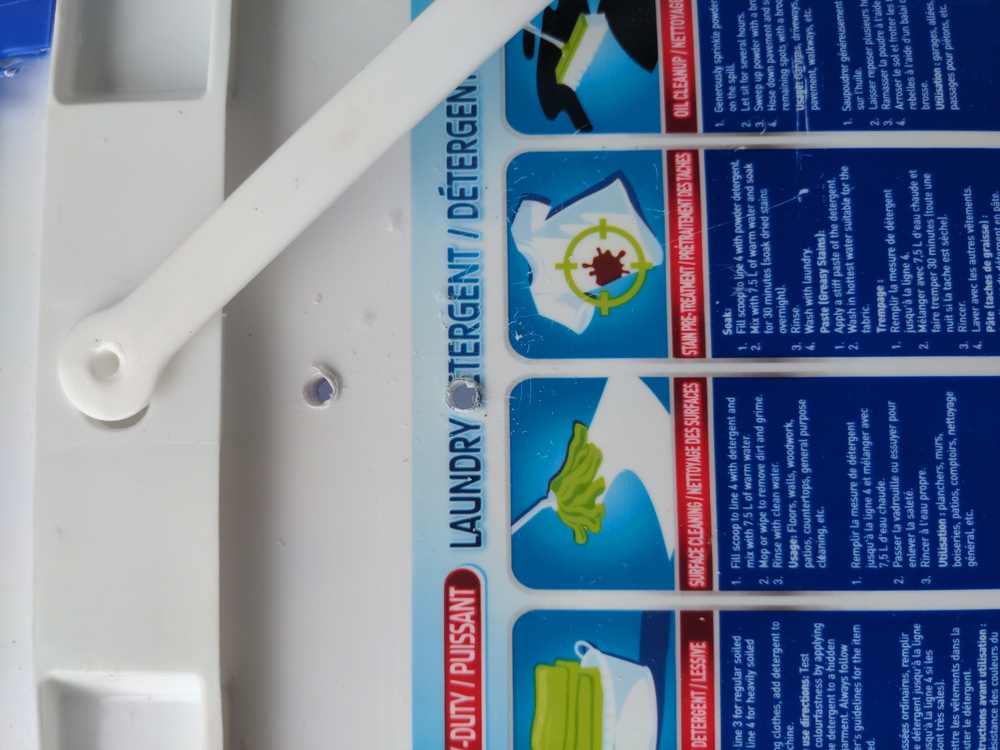 -DUTY / PUISSANT
LAUNDRY ETERGENT / DÉTERGENT
DETERGENT / LESSIVE
line 3 for regular soiled
line 4 for heavily soiled
clothes, add detergent to
use directions: Test
colourfastness by applying
detergent to a hidden
garment. Always follow
guidelines for the item
ordinaires, remplir
détergent jusqu'à la ligne
jusqu'à la ligne 4 si les
sont très sales).
les vêtements dans la
le détergent.
avant utilisation :
résistance des couleurs du
SURFACE CLEANING / NETTOYAGE DES SURFACES
1. Fill scoop to line 4 with detergent and
mix with 7.5 L of warm water.
2. Mop or wipe to remove dirt and grime.
3. Rinse with clean water.
Usage: Floors, walls, woodwork,
patios, countertops, general purpose
cleaning, etc.
1. Remplir la mesure de détergent
jusqu'à la ligne 4 et mélanger avec
7,5 L d'eau chaude.
2. Passer la vadrouille ou essuyer pour
enlever la saleté.
3. Rincer à l'eau propre.
Utilisation : planchers, murs,
boiseries, patios, comptoirs, nettoyage
général, etc.
STAIN PRE-TREATMENT / PRÉTRAITEMENT DES TACHES
Soak:
1. Fill scoop to line 4 with powder detergent.
2. Mix with 7.5 L of warm water and soak
for 30 minutes (soak dried stains
overnight).
3. Rinse.
4. Wash with laundry.
Paste (Greasy Stains):
1. Apply a stiff paste of the detergent.
2. Wash in hottest water suitable for the
fabric.
Trempage :
1. Remplir la mesure de détergent
jusqu'à la ligne 4.
2. Mélanger avec 7,5 L d'eau chaude et
faire tremper 30 minutes (toute une
nuit si la tache est sèche).
3. Rincer.
4. Laver avec les autres vêtements.
Pâte (taches de graisse) :
du détergent en pâte.
OIL CLEANUP / NETTOYAGE
1. Generously sprinkle powder
on the spill.
2. Let sit for several hours.
3. Sweep up powder with a
4. Hose down pavement and
remaining spots with a
Usage: Garages, driveways,
pavement, walkways, etc.
1. Saupoudrer généreusement
sur l'huile.
2. Laisser reposer plusieurs
3. Ramasser la poudre à l'aide
4. Arroser le sol et frotter les
rebelles à l'aide d'un balai
brosse.
Utilisation : garages, allées,
passages pour piétons, etc.